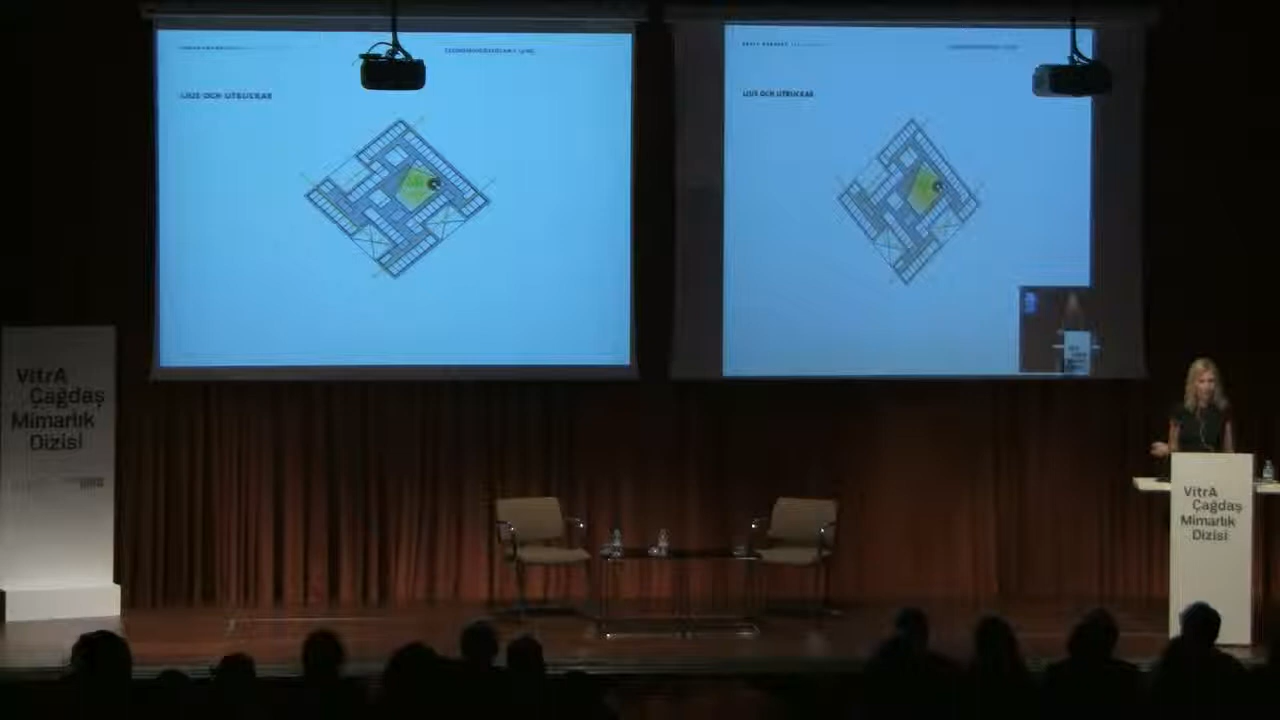 LJUS OCH UTBLICKAR
LJUS OCH UTBLICKAR
VitrA
Çağdaş
Mimarlık
Dizisi
VitrA
Çağdaş
Mimarlık
Dizisi